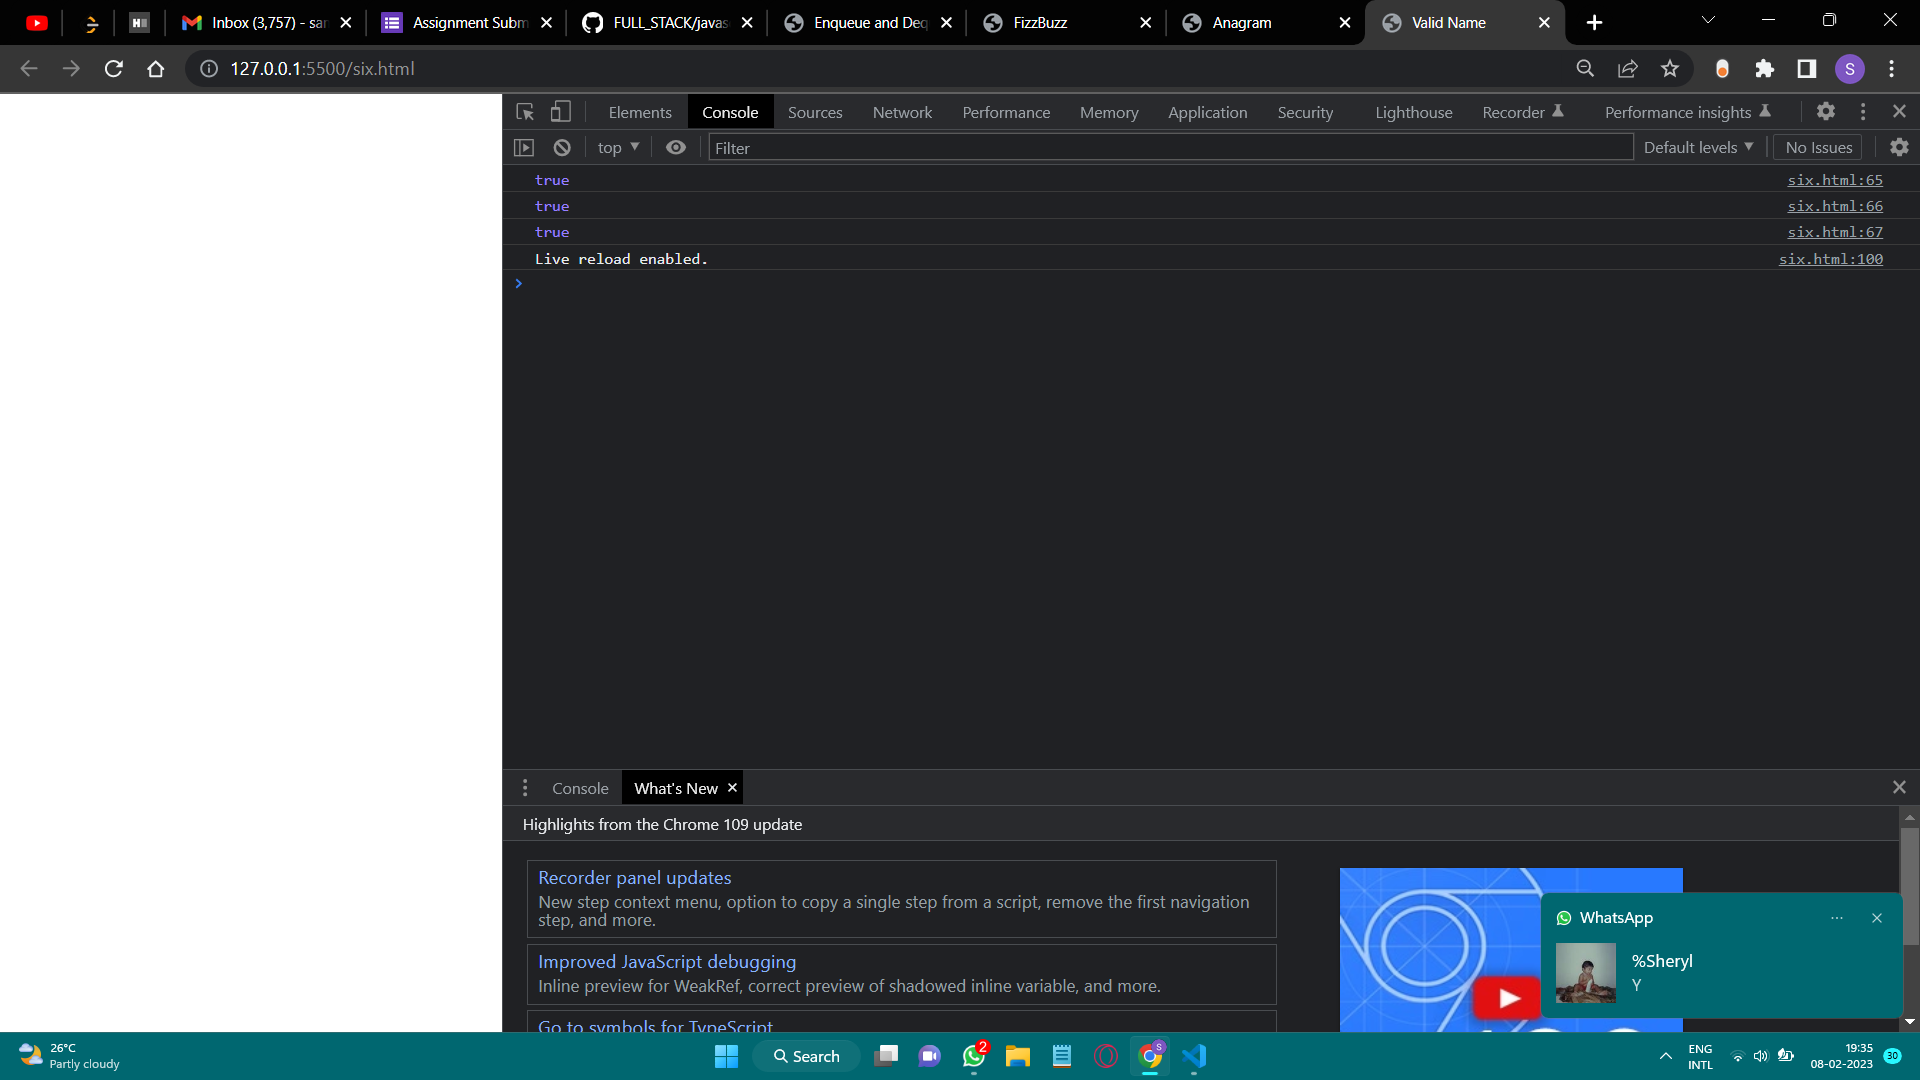 Inbox (3,757) - sar
Assignment Subm
FULL_STACK/javas
Enqueue and Deq
FizzBuzz
Anagram
Valid Name
127.0.0.1:5500/six.html
S
Elements
Console
Sources
Network
Performance
Memory
Application
Security
Lighthouse
Recorder
Performance insights
top
Filter
Default levels
No Issues
true six.html:65
true six.html:66
true six.html:67
Live reload enabled. six.html:100
Console
What's New
Highlights from the Chrome 109 update
Recorder panel updates
New step context menu, option to copy a single step from a script, remove the first navigation
step, and more.
Improved JavaScript debugging
Inline preview for WeakRef, correct preview of shadowed inline variable, and more.
Go to symbols for TypeScript
WhatsApp
%Sheryl
Y
26°C
Partly cloudy
Search
2
S
ENG
INTL
19:35
08-02-2023
30